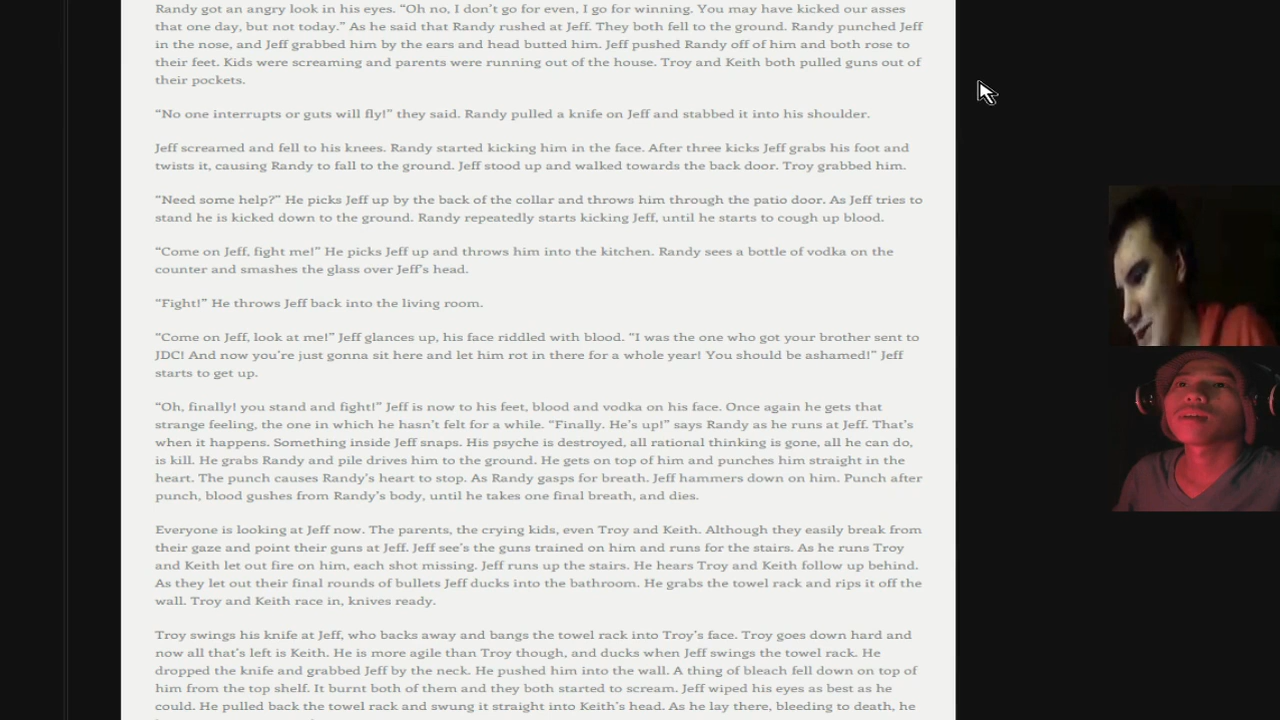 Randy got an angry look in his eyes. “Oh no, I don’t go for even, I go for winning. You may have kicked our asses
that one day, but not today.” As he said that Randy rushed at Jeff. They both fell to the ground. Randy punched Jeff
in the nose, and Jeff grabbed him by the ears and head butted him. Jeff pushed Randy off of him and both rose to
their feet. Kids were screaming and parents were running out of the house. Troy and Keith both pulled guns out of
their pockets.
“No one interrupts or guts will fly!” they said. Randy pulled a knife on Jeff and stabbed it into his shoulder.
Jeff screamed and fell to his knees. Randy started kicking him in the face. After three kicks Jeff grabs his foot and
twists it, causing Randy to fall to the ground. Jeff stood up and walked towards the back door. Troy grabbed him.
“Need some help?” He picks Jeff up by the back of the collar and throws him through the patio door. As Jeff tries to
stand he is kicked down to the ground. Randy repeatedly starts kicking Jeff, until he starts to cough up blood.
“Come on Jeff, fight me!” He picks Jeff up and throws him into the kitchen. Randy sees a bottle of vodka on the
counter and smashes the glass over Jeff’s head.
“Fight!” He throws Jeff back into the living room.
“Come on Jeff, look at me!” Jeff glances up, his face riddled with blood. “I was the one who got your brother sent to
JDC! And now you’re just gonna sit here and let him rot in there for a whole year! You should be ashamed!” Jeff
starts to get up.
“Oh, finally! you stand and fight!” Jeff is now to his feet, blood and vodka on his face. Once again he gets that
strange feeling, the one in which he hasn’t felt for a while. “Finally. He’s up!” says Randy as he runs at Jeff. That’s
when it happens. Something inside Jeff snaps. His psyche is destroyed, all rational thinking is gone, all he can do,
is kill. He grabs Randy and pile drives him to the ground. He gets on top of him and punches him straight in the
heart. The punch causes Randy’s heart to stop. As Randy gasps for breath. Jeff hammers down on him. Punch after
punch, blood gushes from Randy’s body, until he takes one final breath, and dies.
Everyone is looking at Jeff now. The parents, the crying kids, even Troy and Keith. Although they easily break from
their gaze and point their guns at Jeff. Jeff see’s the guns trained on him and runs for the stairs. As he runs Troy
and Keith let out fire on him, each shot missing. Jeff runs up the stairs. He hears Troy and Keith follow up behind.
As they let out their final rounds of bullets Jeff ducks into the bathroom. He grabs the towel rack and rips it off the
wall. Troy and Keith race in, knives ready.
Troy swings his knife at Jeff, who backs away and bangs the towel rack into Troy’s face. Troy goes down hard and
now all that’s left is Keith. He is more agile than Troy though, and ducks when Jeff swings the towel rack. He
dropped the knife and grabbed Jeff by the neck. He pushed him into the wall. A thing of bleach fell down on top of
him from the top shelf. It burnt both of them and they both started to scream. Jeff wiped his eyes as best as he
could. He pulled back the towel rack and swung it straight into Keith’s head. As he lay there, bleeding to death, he